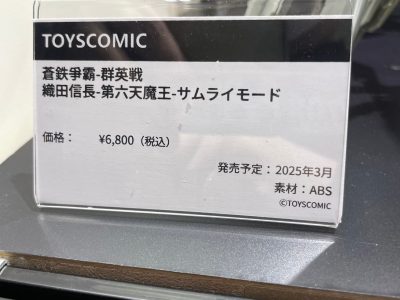 TOYSCOMIC
蒼鉄爭霸-群英戦
織田信長-第六天魔王-サムライモード
価格： ¥6,800（税込）
発売予定：2025年3月
素材：ABS
©TOYSCOMIC